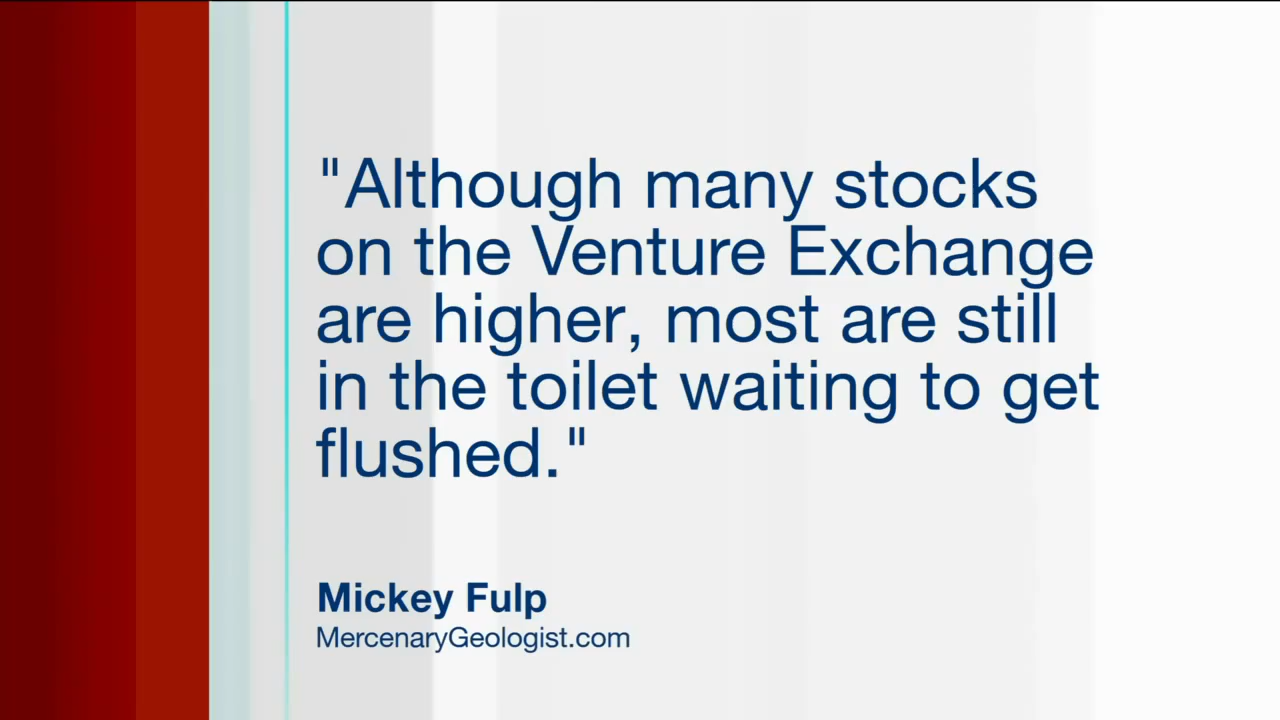 "Although many stocks
on the Venture Exchange
are higher, most are still
in the toilet waiting to get
flushed."
Mickey Fulp
MercenaryGeologist.com